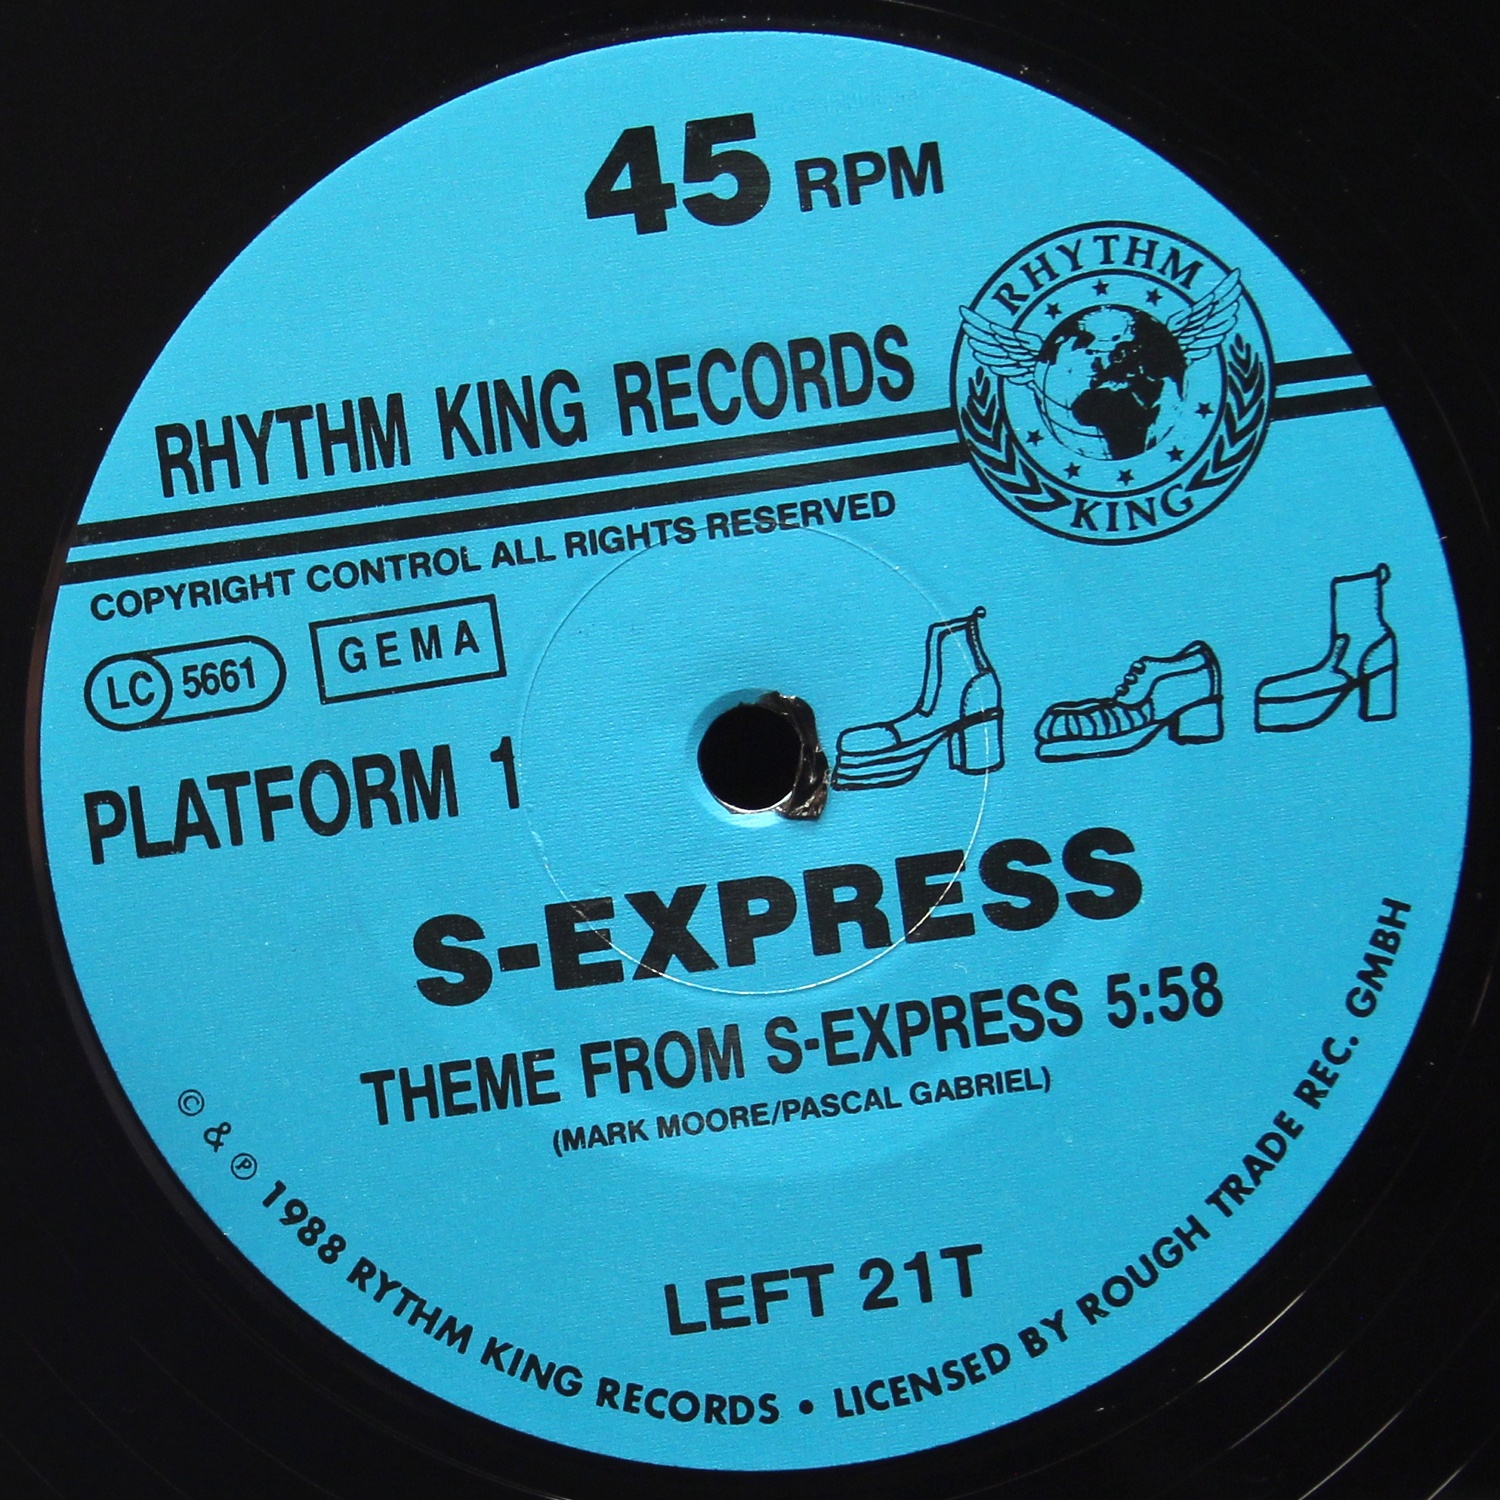 45 RPM
RHYTHM
KING
RHYTHM KING RECORDS
COPYRIGHT CONTROL ALL RIGHTS RESERVED
LC 5661 GEMA
PLATFORM 1
S-EXPRESS
THEME FROM S-EXPRESS 5:58
(MARK MOORE/PASCAL GABRIEL)
LEFT 21T
© & ℗ 1988 RYTHM KING RECORDS • LICENSED BY ROUGH TRADE REC. GMBH